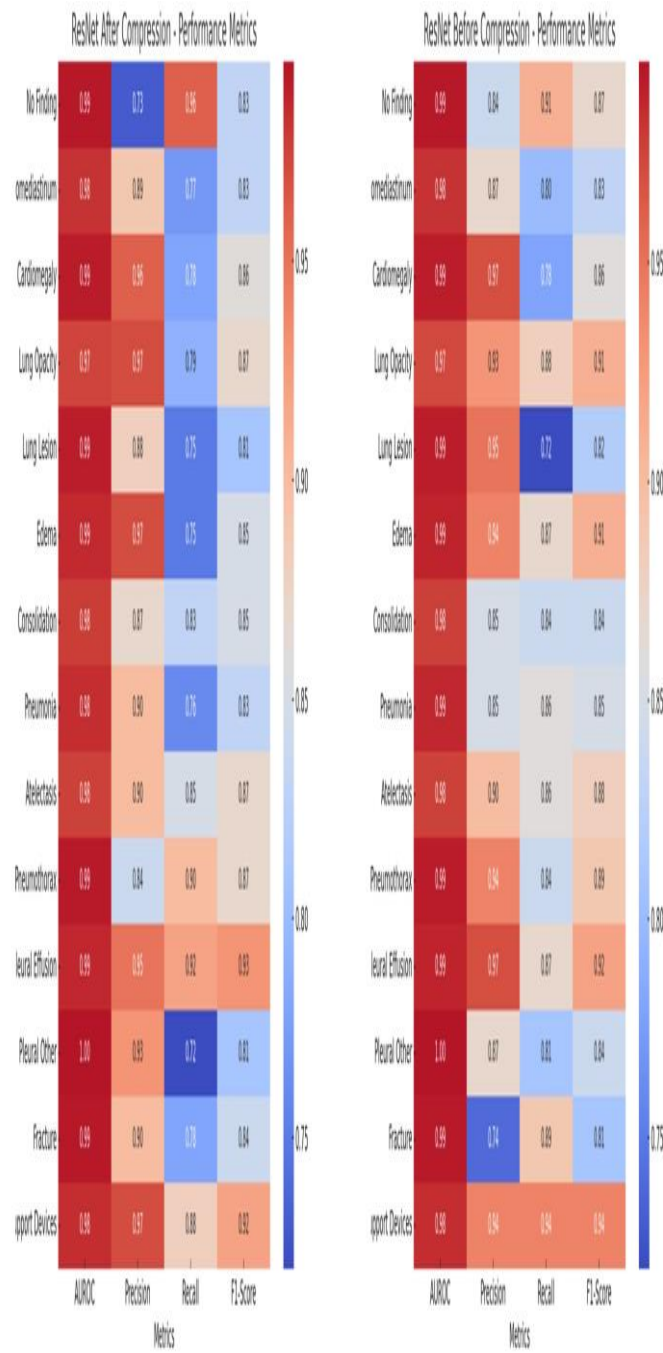 ResNet After Compression - Performance Metrics
No Finding 0.99 0.73 0.96 0.83
omediastinum 0.98 0.89 0.77 0.83
Cardiomegaly 0.99 0.96 0.78 0.86
Lung Opacity 0.97 0.97 0.79 0.87
Lung Lesion 0.99 0.88 0.75 0.81
Edema 0.99 0.97 0.75 0.85
Consolidation 0.98 0.87 0.83 0.85
Pneumonia 0.98 0.90 0.76 0.83
Atelectasis 0.98 0.90 0.85 0.87
Pneumothorax 0.99 0.84 0.90 0.87
leural Effusion 0.99 0.95 0.92 0.93
Pleural Other 1.00 0.93 0.72 0.81
Fracture 0.99 0.90 0.78 0.84
upport Devices 0.98 0.97 0.88 0.92
AUROC Precision Recall F1-Score
Metrics
0.95
0.90
0.85
0.80
0.75
ResNet Before Compression - Performance Metrics
No Finding 0.99 0.84 0.91 0.87
omediastinum 0.98 0.87 0.80 0.83
Cardiomegaly 0.99 0.97 0.78 0.86
Lung Opacity 0.97 0.93 0.88 0.91
Lung Lesion 0.99 0.95 0.72 0.82
Edema 0.99 0.94 0.87 0.91
Consolidation 0.98 0.85 0.84 0.84
Pneumonia 0.99 0.85 0.86 0.85
Atelectasis 0.98 0.90 0.86 0.88
Pneumothorax 0.99 0.94 0.84 0.89
leural Effusion 0.99 0.97 0.87 0.92
Pleural Other 1.00 0.87 0.81 0.84
Fracture 0.99 0.74 0.89 0.81
upport Devices 0.98 0.94 0.94 0.94
AUROC Precision Recall F1-Score
Metrics
0.95
0.90
0.85
0.80
0.75